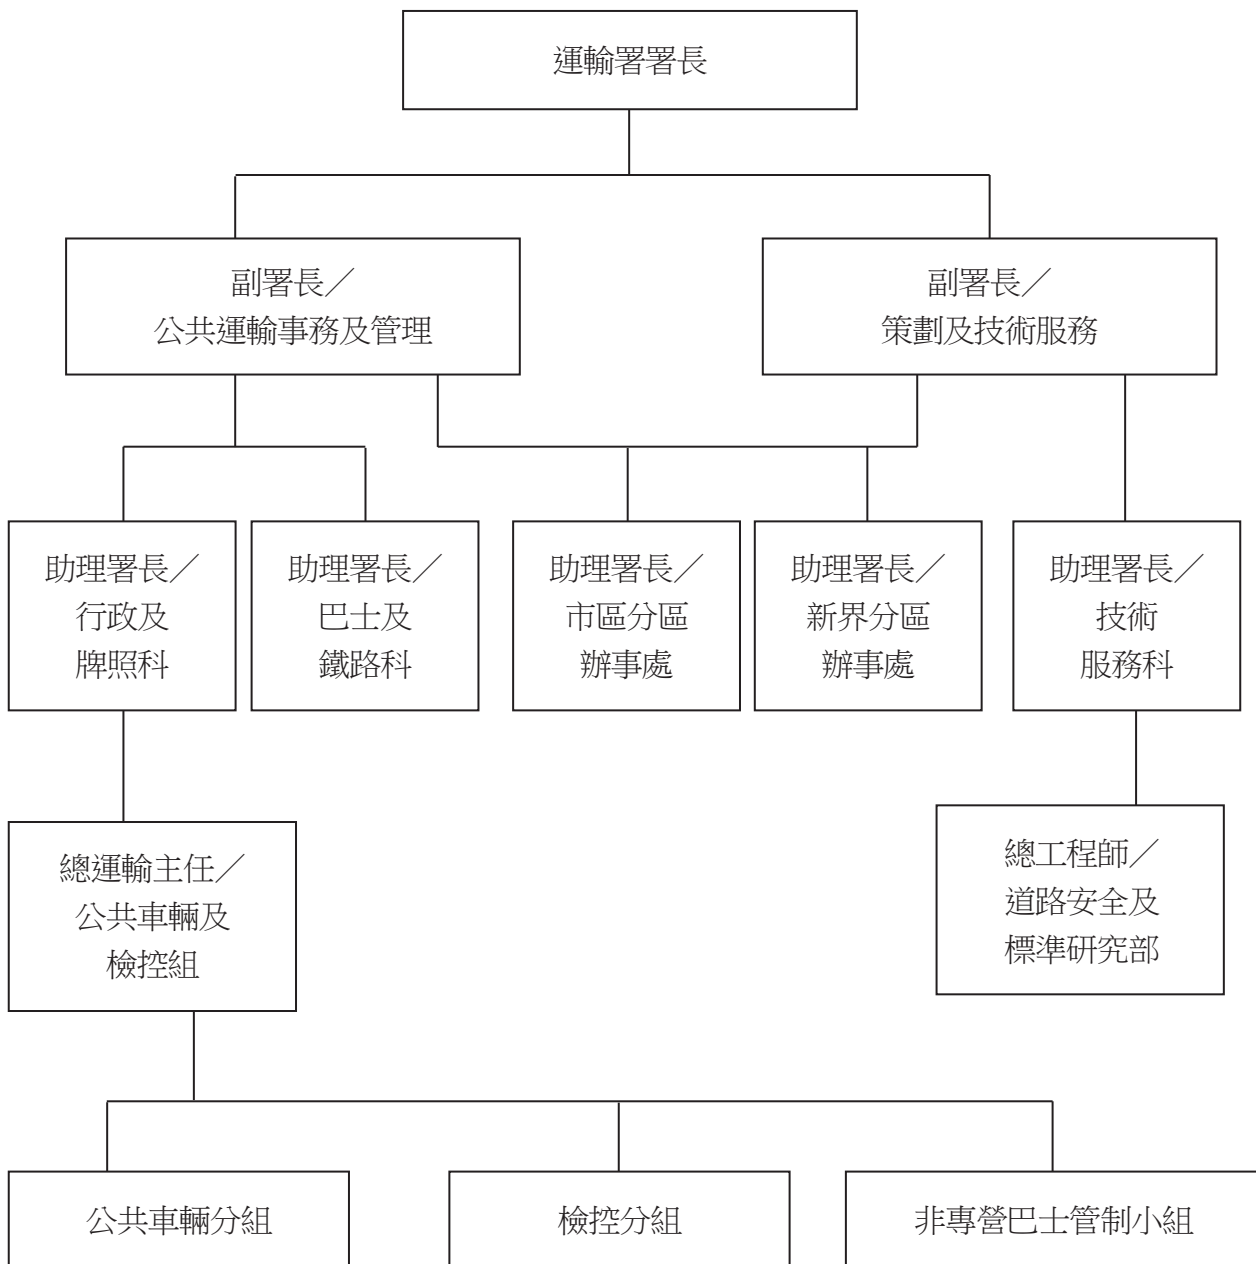 運輸署署長
副署長／
公共運輸事務及管理
副署長／
策劃及技術服務
助理署長／
行政及
牌照科
助理署長／
巴士及
鐵路科
助理署長／
市區分區
辦事處
助理署長／
新界分區
辦事處
助理署長／
技術
服務科
總運輸主任／
公共車輛及
檢控組
總工程師／
道路安全及
標準研究部
公共車輛分組
檢控分組
非專營巴士管制小組